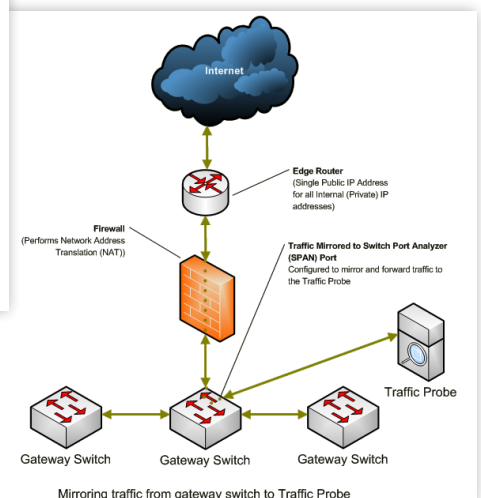 Internet
Edge Router
(Single Public IP Address
for all Internal (Private) IP
addresses)
Firewall
(Performs Network Address
Translation (NAT))
Traffic Mirrored to Switch Port Analyzer
(SPAN) Port
Configured to mirror and forward traffic to
the Traffic Probe
Traffic Probe
Gateway Switch
Gateway Switch
Gateway Switch
Mirroring traffic from gateway switch to Traffic Probe